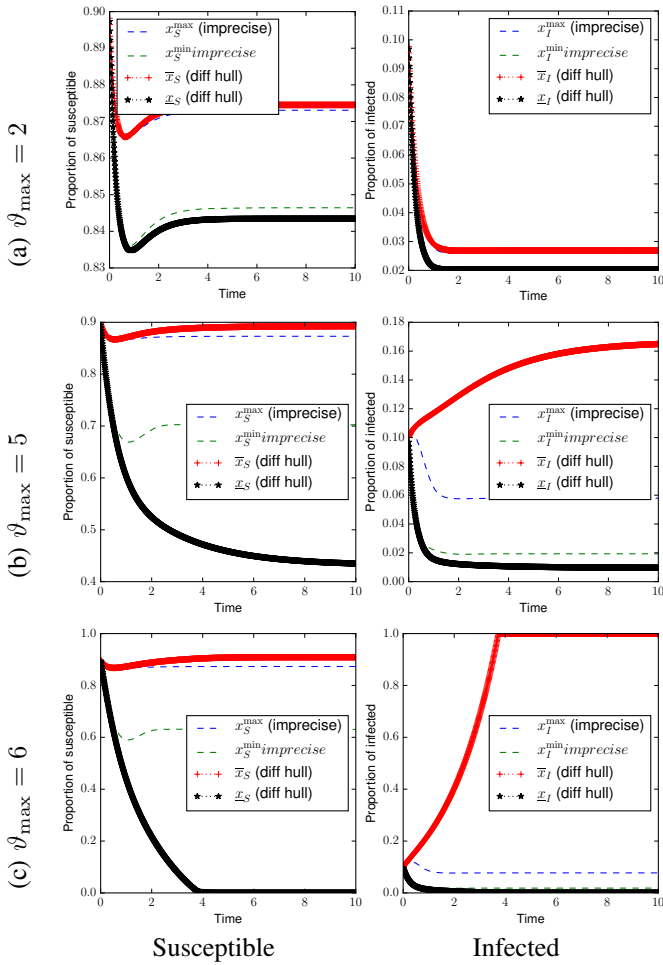 (a) ϑmax = 2
Proportion of susceptible
0.90
0.89
0.88
0.87
0.86
0.85
0.84
0.83
x_S^max (imprecise)
x_S^min imprecise
x̅_S (diff hull)
x̲_S (diff hull)
0 2 4 6 8 10
Time
Proportion of infected
0.11
0.10
0.09
0.08
0.07
0.06
0.05
0.04
0.03
0.02
x_I^max (imprecise)
x_I^min imprecise
x̅_I (diff hull)
x̲_I (diff hull)
0 2 4 6 8 10
Time
(b) ϑmax = 5
Proportion of susceptible
0.9
0.8
0.7
0.6
0.5
0.4
x_S^max (imprecise)
x_S^min imprecise
x̅_S (diff hull)
x̲_S (diff hull)
0 2 4 6 8 10
Time
Proportion of infected
0.18
0.16
0.14
0.12
0.10
0.08
0.06
0.04
0.02
0.00
x_I^max (imprecise)
x_I^min imprecise
x̅_I (diff hull)
x̲_I (diff hull)
0 2 4 6 8 10
Time
(c) ϑmax = 6
Proportion of susceptible
1.0
0.8
0.6
0.4
0.2
0.0
x_S^max (imprecise)
x_S^min imprecise
x̅_S (diff hull)
x̲_S (diff hull)
0 2 4 6 8 10
Time
Proportion of infected
1.0
0.8
0.6
0.4
0.2
0.0
x_I^max (imprecise)
x_I^min imprecise
x̅_I (diff hull)
x̲_I (diff hull)
0 2 4 6 8 10
Time
Susceptible
Infected